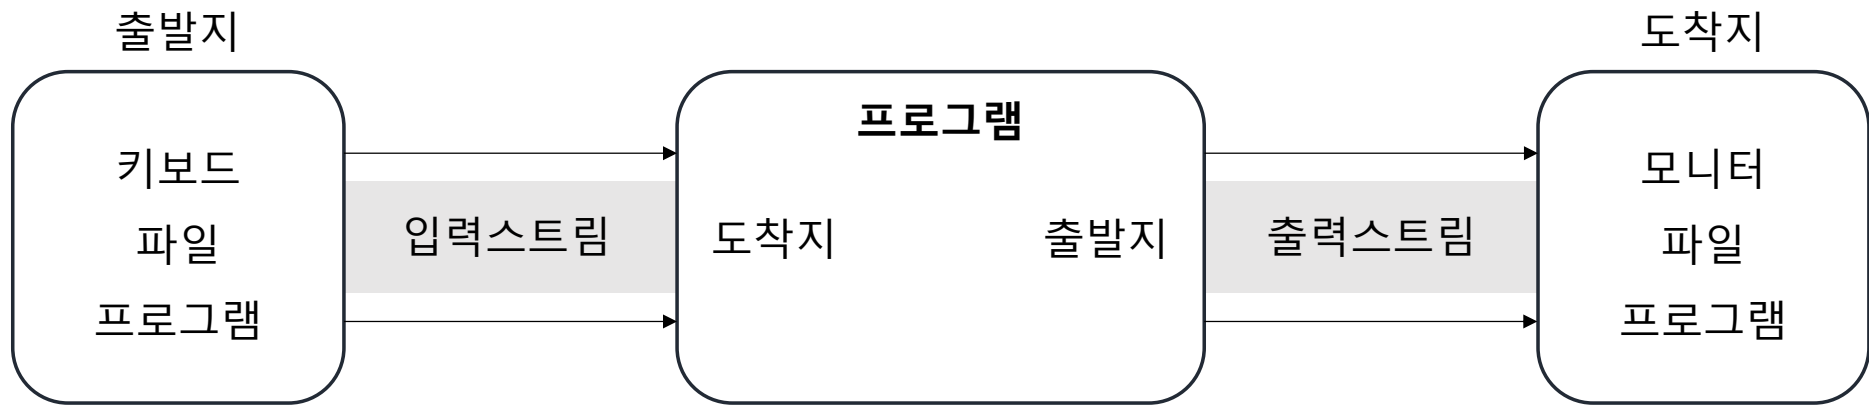 출발지
도착지
프로그램
키보드
파일
프로그램
입력스트림
도착지
출발지
출력스트림
모니터
파일
프로그램